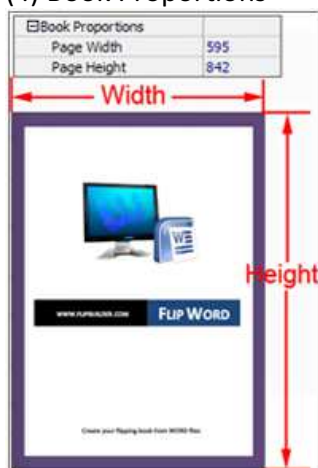 (4) Book Proportions
Book Proportions
Page Width 595
Page Height 842
Width
Height
W
WWW.FLIPBUILDER.COM FLIP WORD
Create your flipping book from WORD files